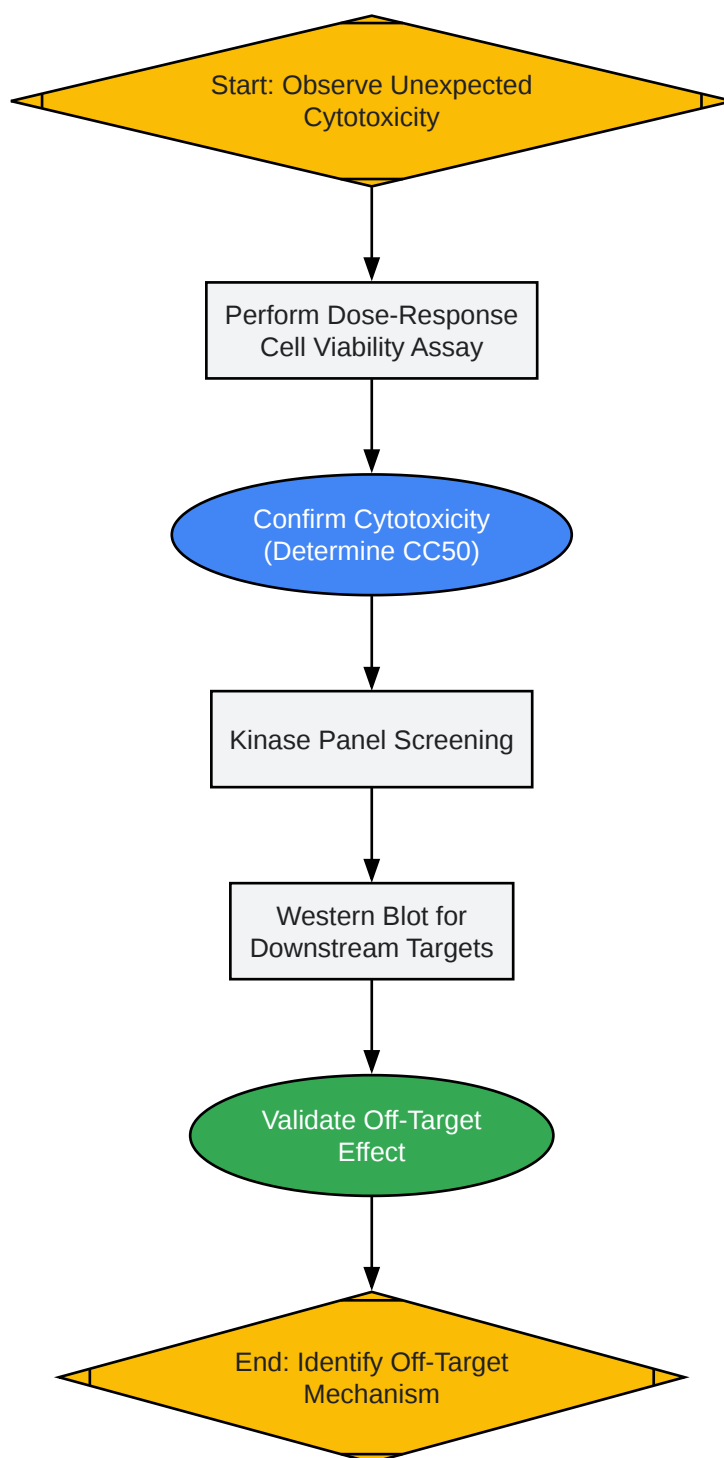 Start: Observe Unexpected
Cytotoxicity
Perform Dose-Response
Cell Viability Assay
Confirm Cytotoxicity
(Determine CC50)
Kinase Panel Screening
Western Blot for
Downstream Targets
Validate Off-Target
Effect
End: Identify Off-Target
Mechanism